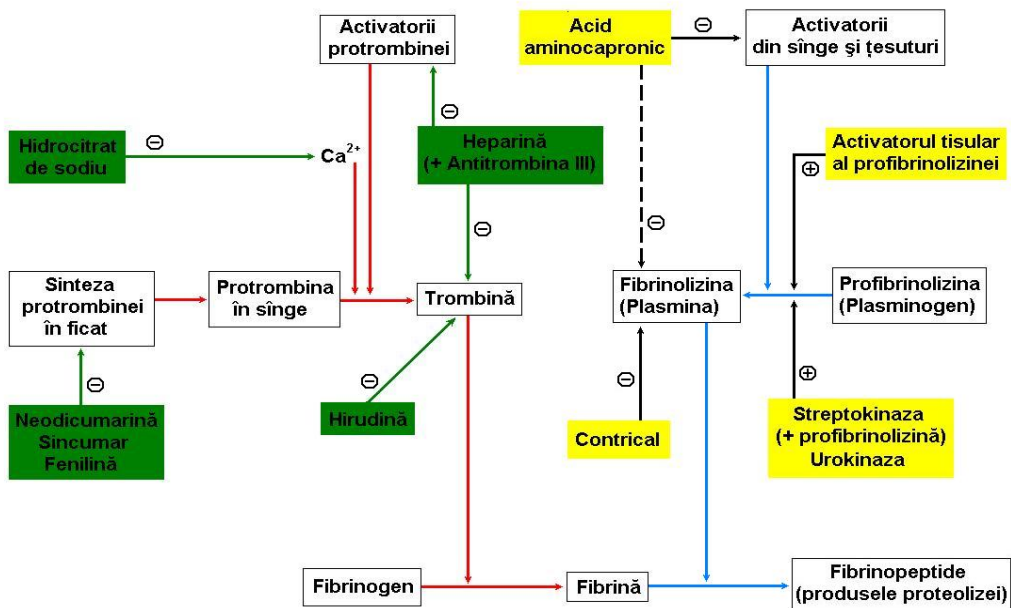 Activatorii
protrombinei
Acid
aminocapronic
⊖
Activatorii
din sînge şi ţesuturi
Hidrocitrat
de sodiu
⊖
Ca²⁺
⊖
Heparină
(+ Antitrombina III)
Activatorul tisular
al profibrinolizinei
⊕
⊖
⊖
Sinteza
protrombinei
în ficat
Protrombina
în sînge
Trombină
Fibrinolizina
(Plasmina)
Profibrinolizina
(Plasminogen)
⊖
⊖
⊖
⊕
Neodicumarină
Sincumar
Fenilină
Hirudină
Contrical
Streptokinaza
(+ profibrinolizină)
Urokinaza
Fibrinogen
Fibrină
Fibrinopeptide
(produsele proteolizei)